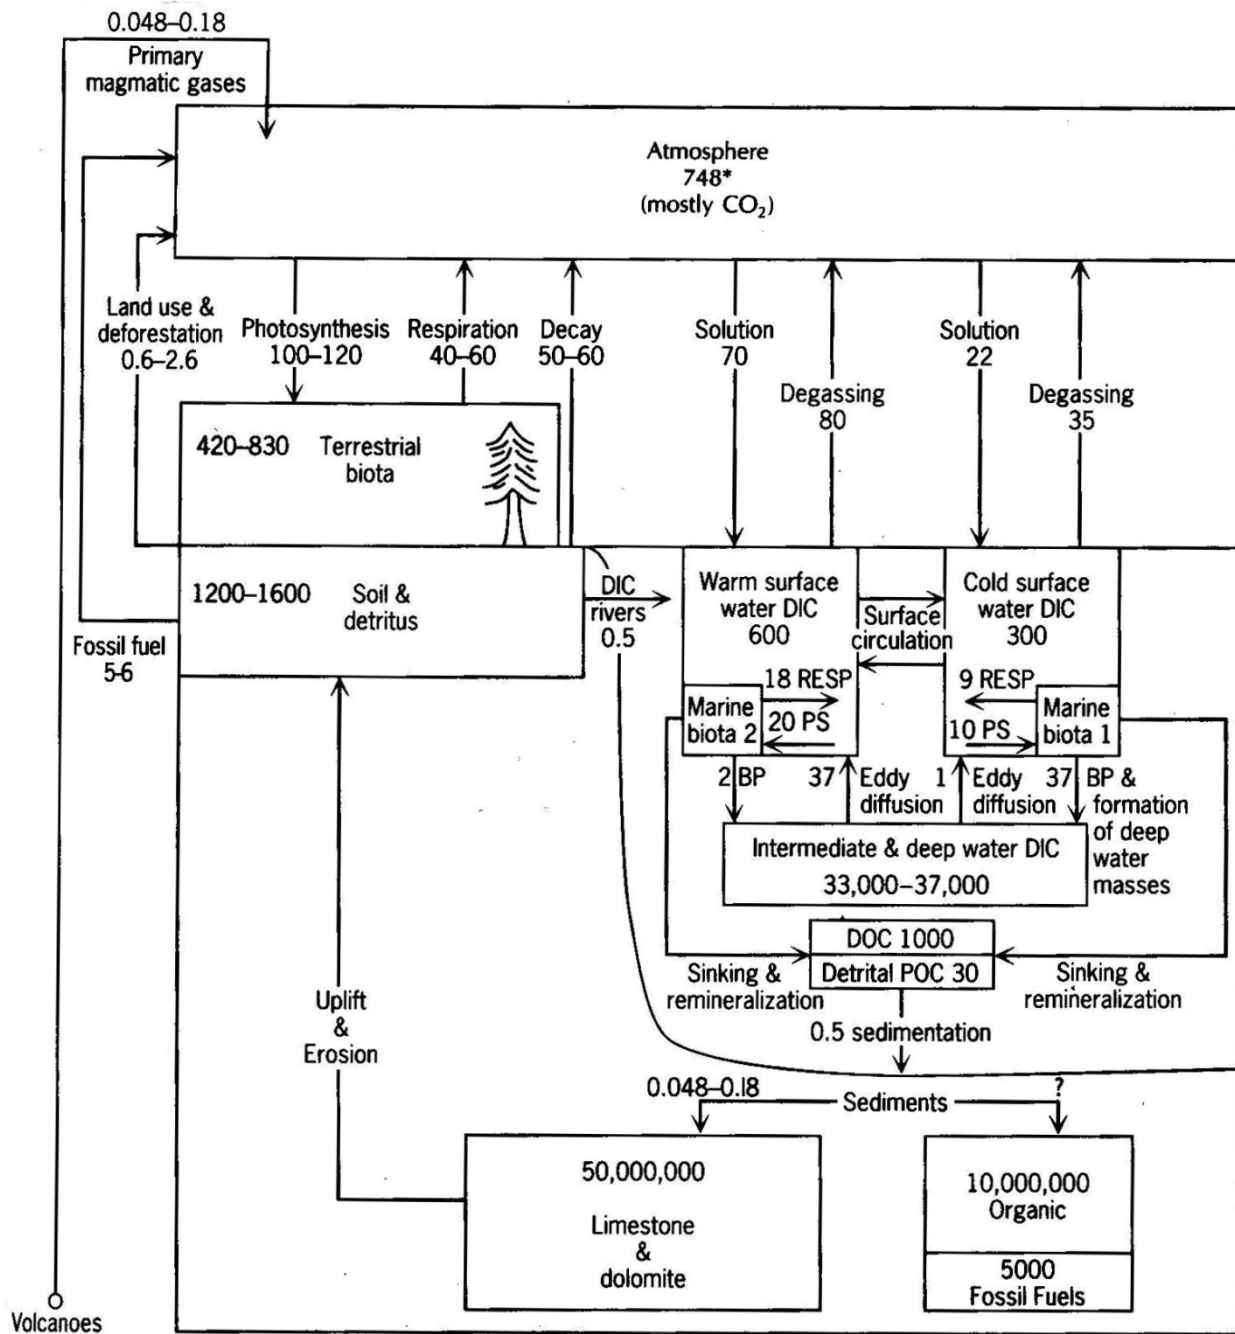 0.048–0.18
Primary
magmatic gases
Atmosphere
748*
(mostly CO₂)
Land use &
deforestation
0.6–2.6
Photosynthesis
100–120
Respiration
40–60
Decay
50–60
Solution
70
Degassing
80
Solution
22
Degassing
35
420–830 Terrestrial
biota
1200–1600 Soil &
detritus
Fossil fuel
5-6
DIC
rivers
0.5
Warm surface
water DIC
600
Surface
circulation
Cold surface
water DIC
300
18 RESP
Marine
biota 2
20 PS
9 RESP
Marine
biota 1
10 PS
2 BP
37 Eddy
diffusion
1 Eddy
diffusion
37 BP &
formation
of deep
water
masses
Intermediate & deep water DIC
33,000–37,000
DOC 1000
Detrital POC 30
Sinking &
remineralization
Sinking &
remineralization
0.5 sedimentation
Uplift
&
Erosion
0.048–0.18
Sediments
?
50,000,000
Limestone
&
dolomite
10,000,000
Organic
5000
Fossil Fuels
Volcanoes